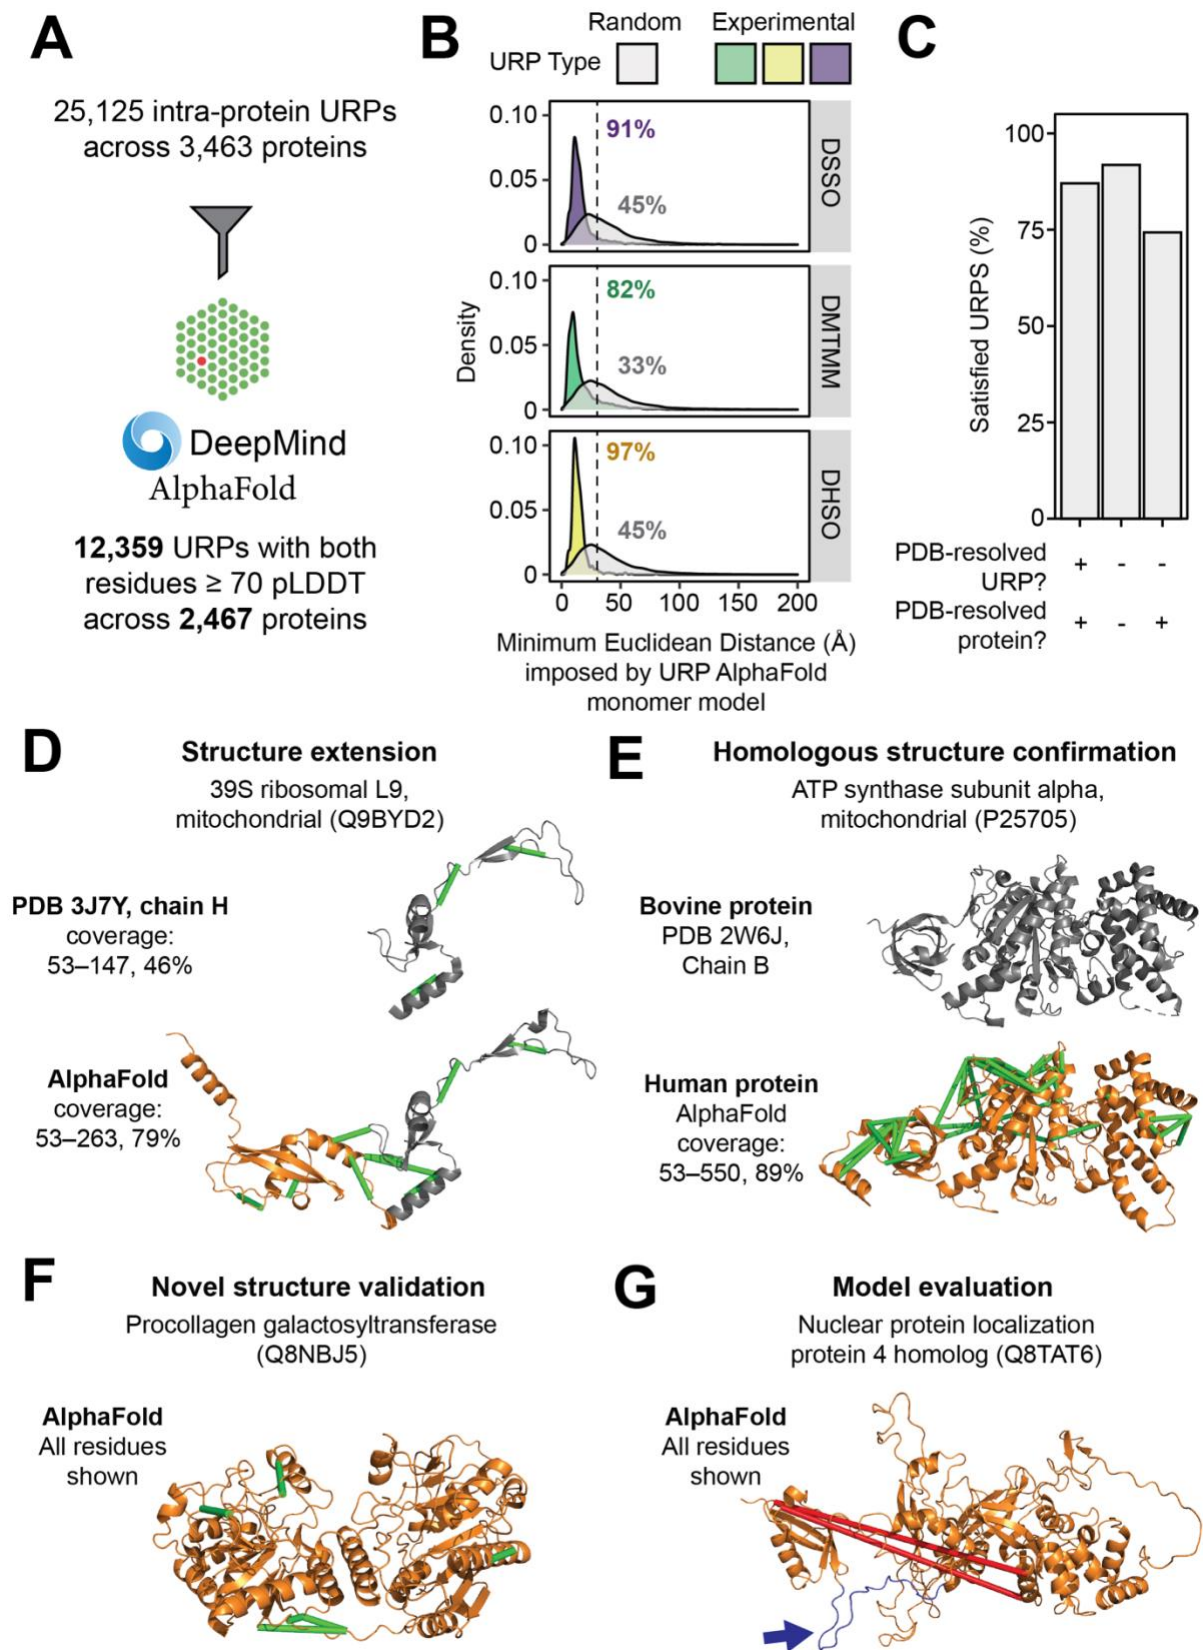 A
25,125 intra-protein URPs
across 3,463 proteins
DeepMind
AlphaFold
12,359 URPs with both
residues ≥ 70 pLDDT
across 2,467 proteins
B
Random
Experimental
URP Type
Density
0.10
0.05
0
91%
45%
DSSO
0.10
0.05
0
82%
33%
DMTMM
0.10
0.05
0
97%
45%
DHSO
0 50 100 150 200
Minimum Euclidean Distance (Å)
imposed by URP AlphaFold
monomer model
C
Satisfied URPS (%)
100
75
50
25
0
PDB-resolved
URP?
+ - -
PDB-resolved
protein?
+ - +
D
Structure extension
39S ribosomal L9,
mitochondrial (Q9BYD2)
PDB 3J7Y, chain H
coverage:
53–147, 46%
AlphaFold
coverage:
53–263, 79%
E
Homologous structure confirmation
ATP synthase subunit alpha,
mitochondrial (P25705)
Bovine protein
PDB 2W6J,
Chain B
Human protein
AlphaFold
coverage:
53–550, 89%
F
Novel structure validation
Procollagen galactosyltransferase
(Q8NBJ5)
AlphaFold
All residues
shown
G
Model evaluation
Nuclear protein localization
protein 4 homolog (Q8TAT6)
AlphaFold
All residues
shown